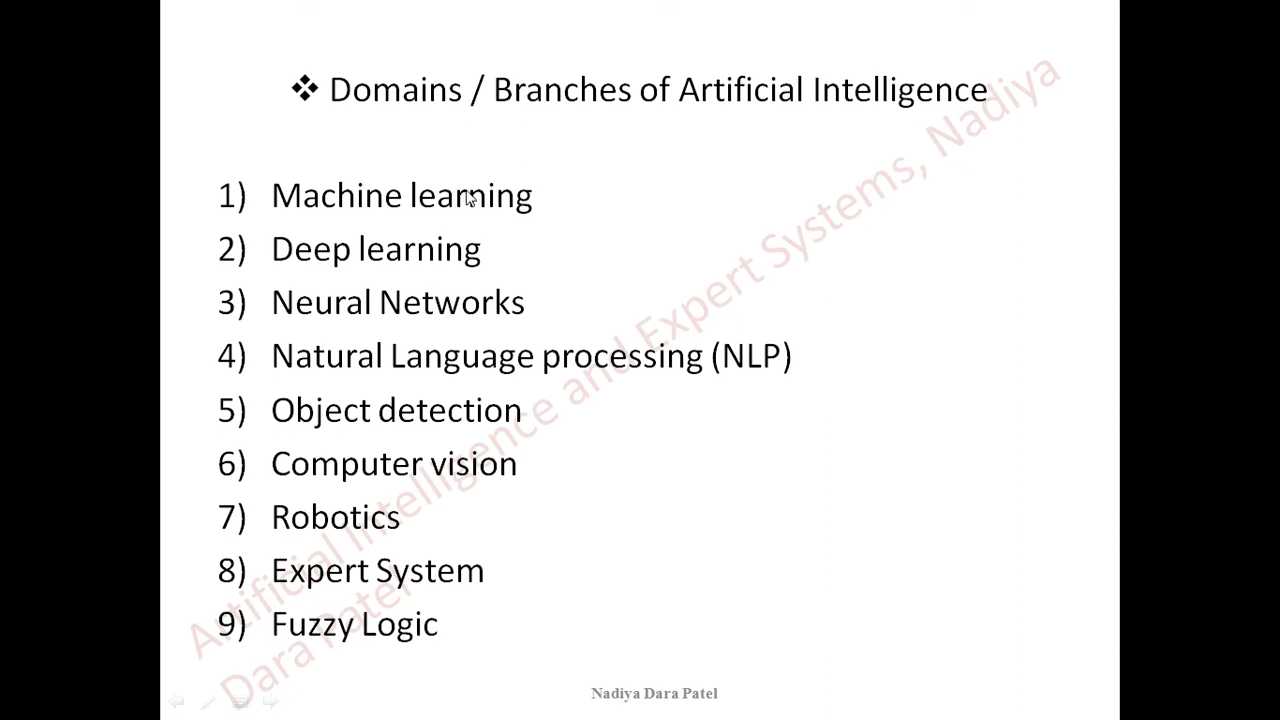 ❖ Domains / Branches of Artificial Intelligence
1) Machine learning
2) Deep learning
3) Neural Networks
4) Natural Language processing (NLP)
5) Object detection
6) Computer vision
7) Robotics
8) Expert System
9) Fuzzy Logic
Artificial Intelligence and Expert Systems, Nadiya
Dara Patel
Nadiya Dara Patel